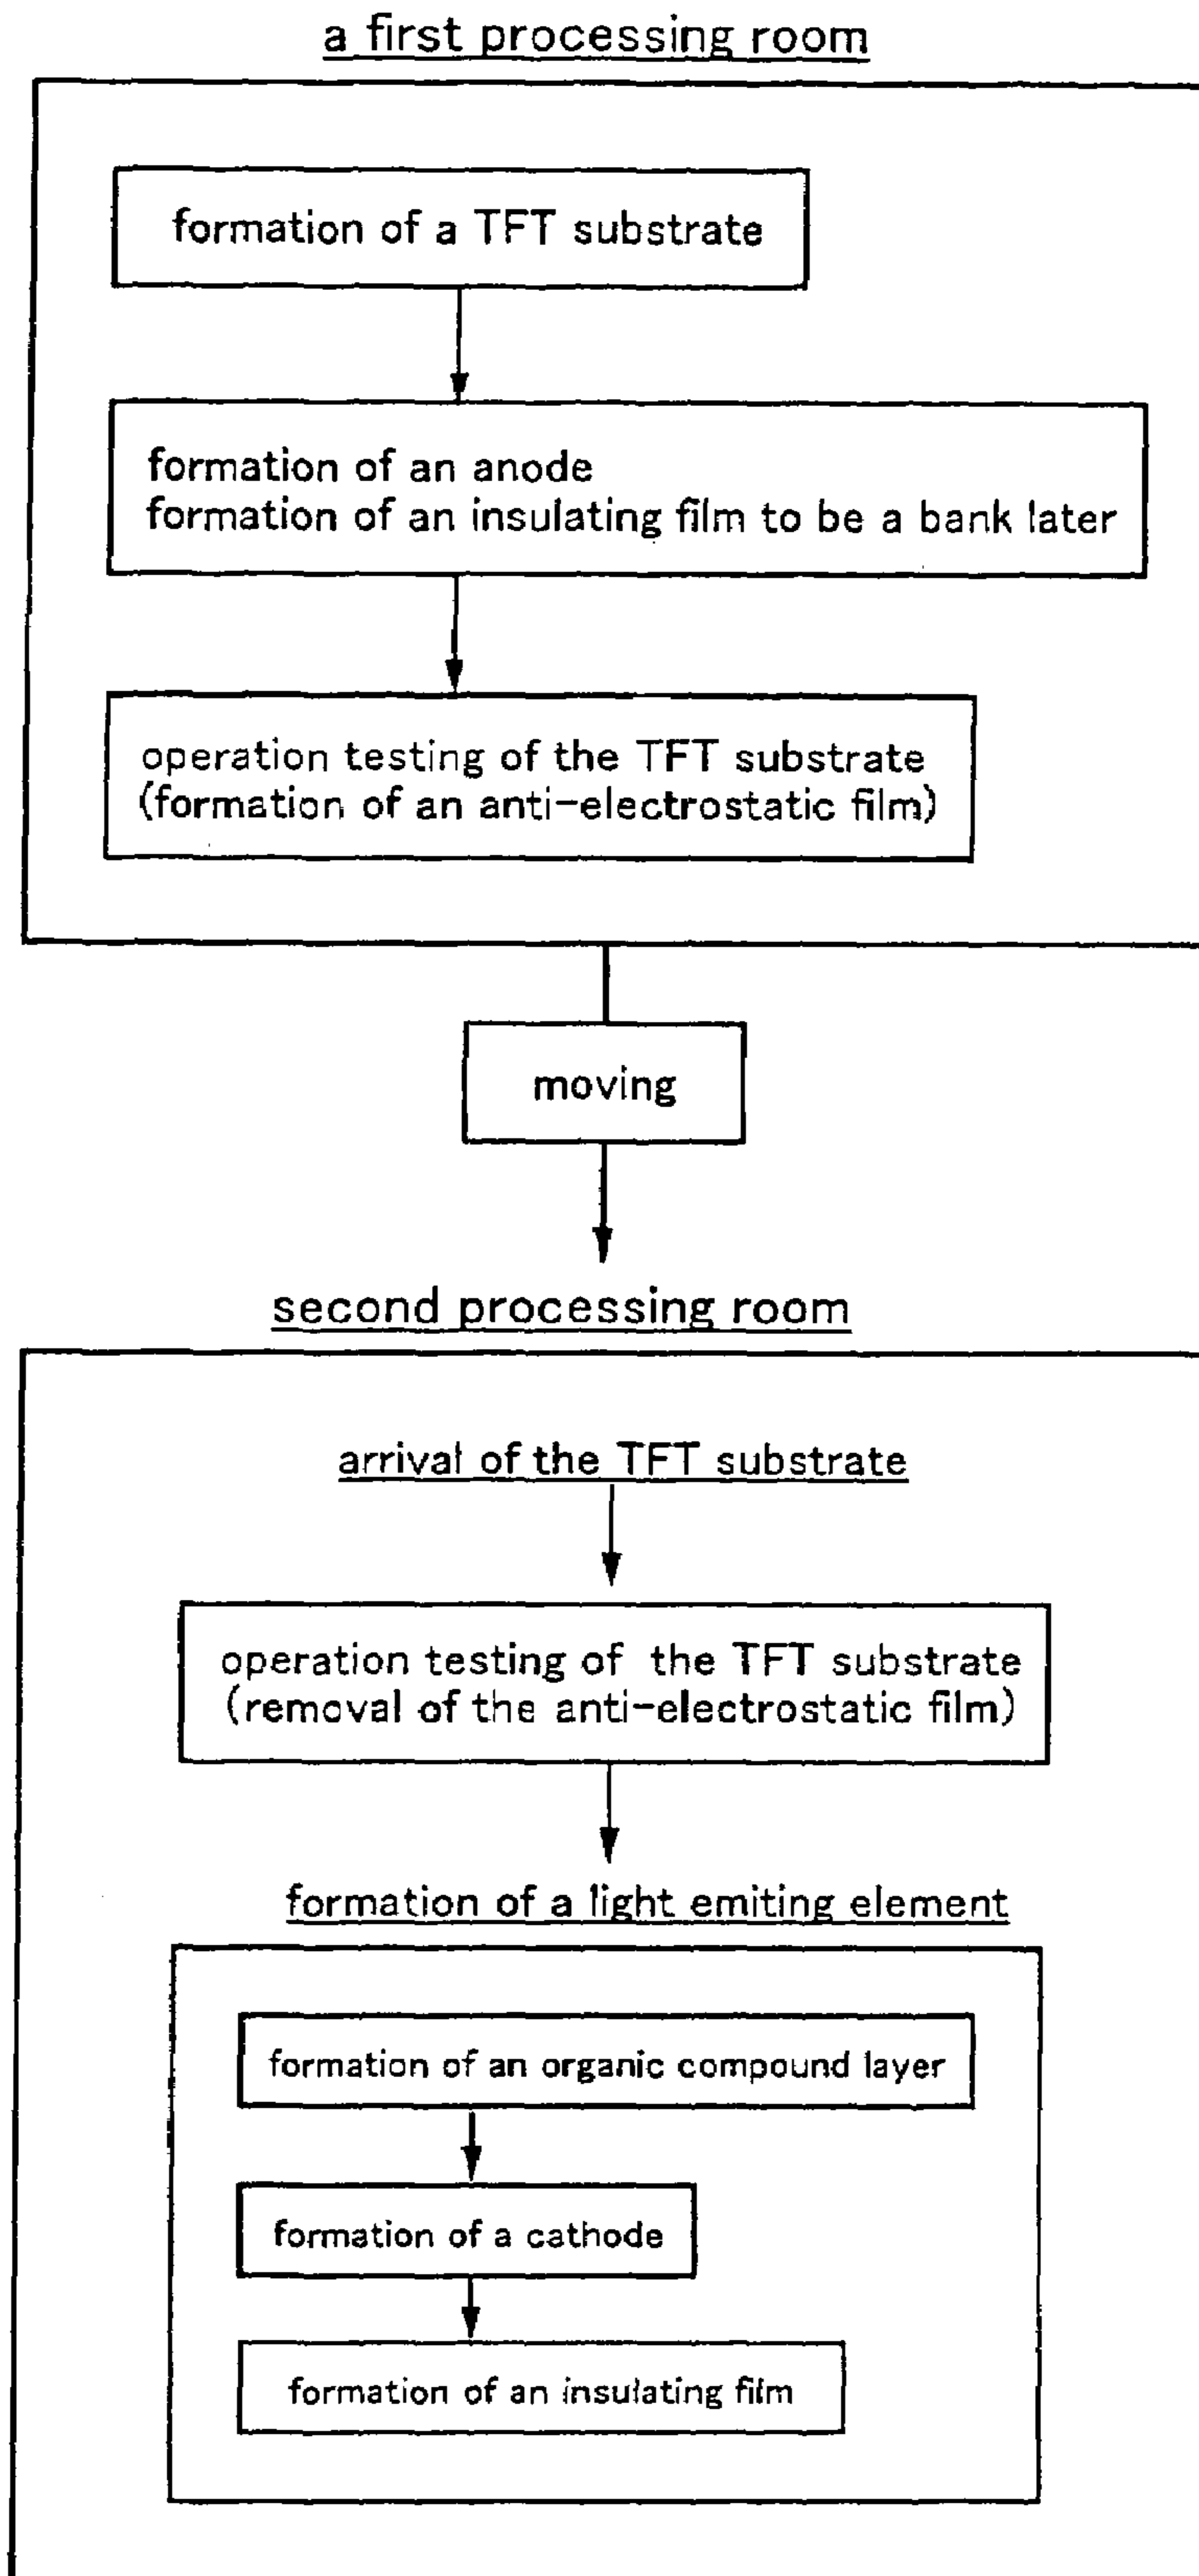 a first processing room
formation of a TFT substrate
formation of an anode
formation of an insulating film to be a bank later
operation testing of the TFT substrate
(formation of an anti-electrostatic film)
moving
second processing room
arrival of the TFT substrate
operation testing of the TFT substrate
(removal of the anti-electrostatic film)
formation of a light emiting element
formation of an organic compound layer
formation of a cathode
formation of an insulating film